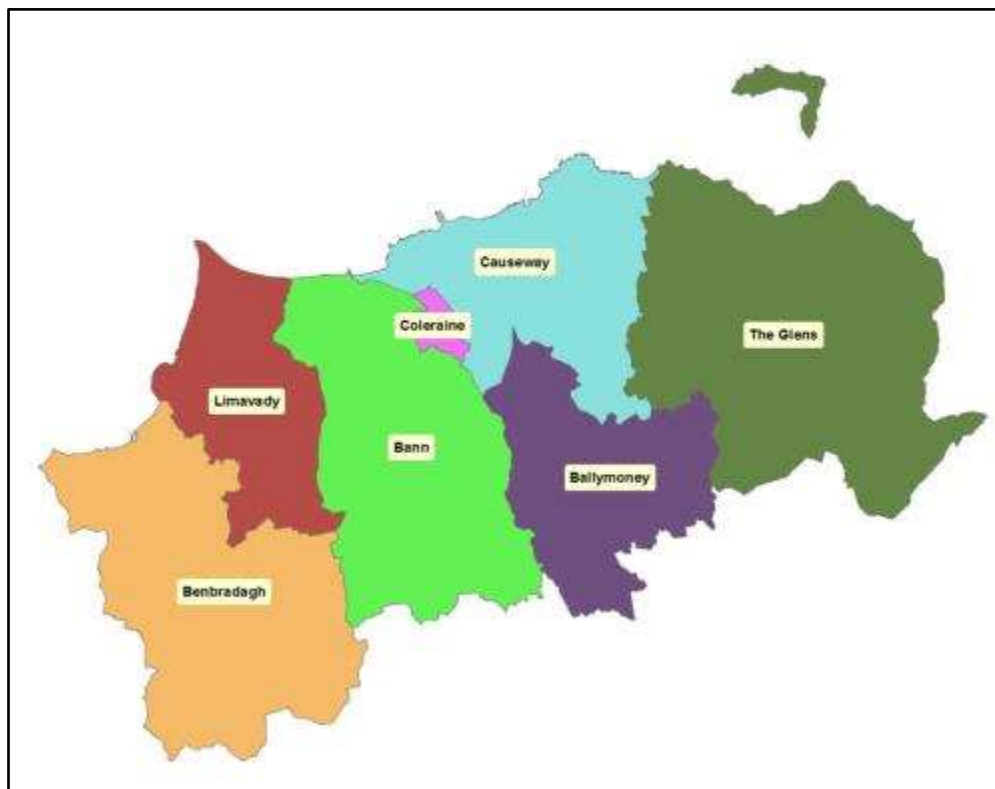 Causeway
Coleraine
The Glens
Limavady
Bann
Ballymoney
Benbradagh